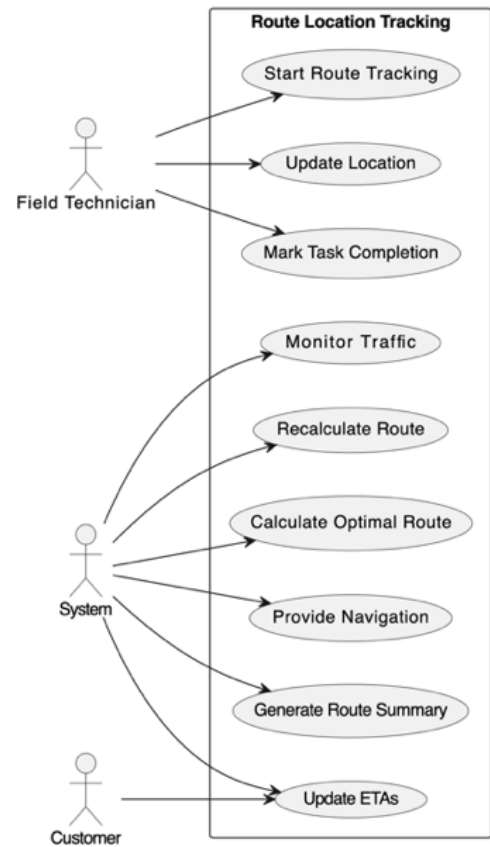 Route Location Tracking
Start Route Tracking
Update Location
Field Technician
Mark Task Completion
Monitor Traffic
Recalculate Route
Calculate Optimal Route
System
Provide Navigation
Generate Route Summary
Update ETAs
Customer